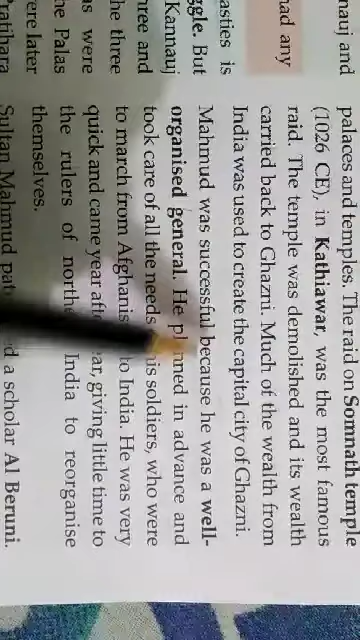 palaces and temples. The raid on Somnath temple
(1026 CE), in Kathiawar, was the most famous
raid. The temple was demolished and its wealth
carried back to Ghazni. Much of the wealth from
India was used to create the capital city of Ghazni.
Mahmud was successful because he was a well-
organised general. He planned in advance and
took care of all the needs his soldiers, who were
to march from Afghanis to India. He was very
quick and came year after year, giving little time to
the rulers of northe India to reorganise
themselves.
Sultan Mahmud pat d a scholar Al Beruni.
nauj and
had any
asties is
ggle. But
Kannauj
hree and
he three
s were
he Palas
ere later
Pratihara